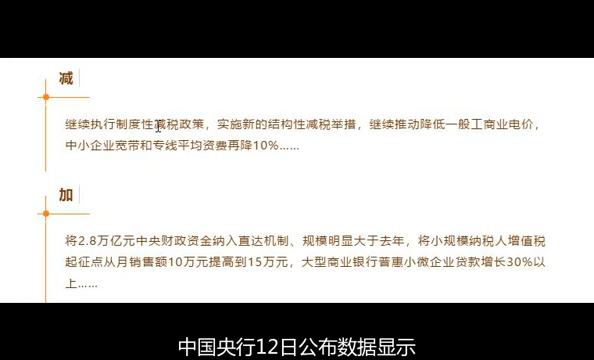 减
继续执行制度性减税政策，实施新的结构性减税举措，继续推动降低一般工商业电价，
中小企业宽带和专线平均资费再降10%……
加
将2.8万亿元中央财政资金纳入直达机制、规模明显大于去年，将小规模纳税人增值税
起征点从月销售额10万元提高到15万元，大型商业银行普惠小微企业贷款增长30%以
上……
中国央行12日公布数据显示